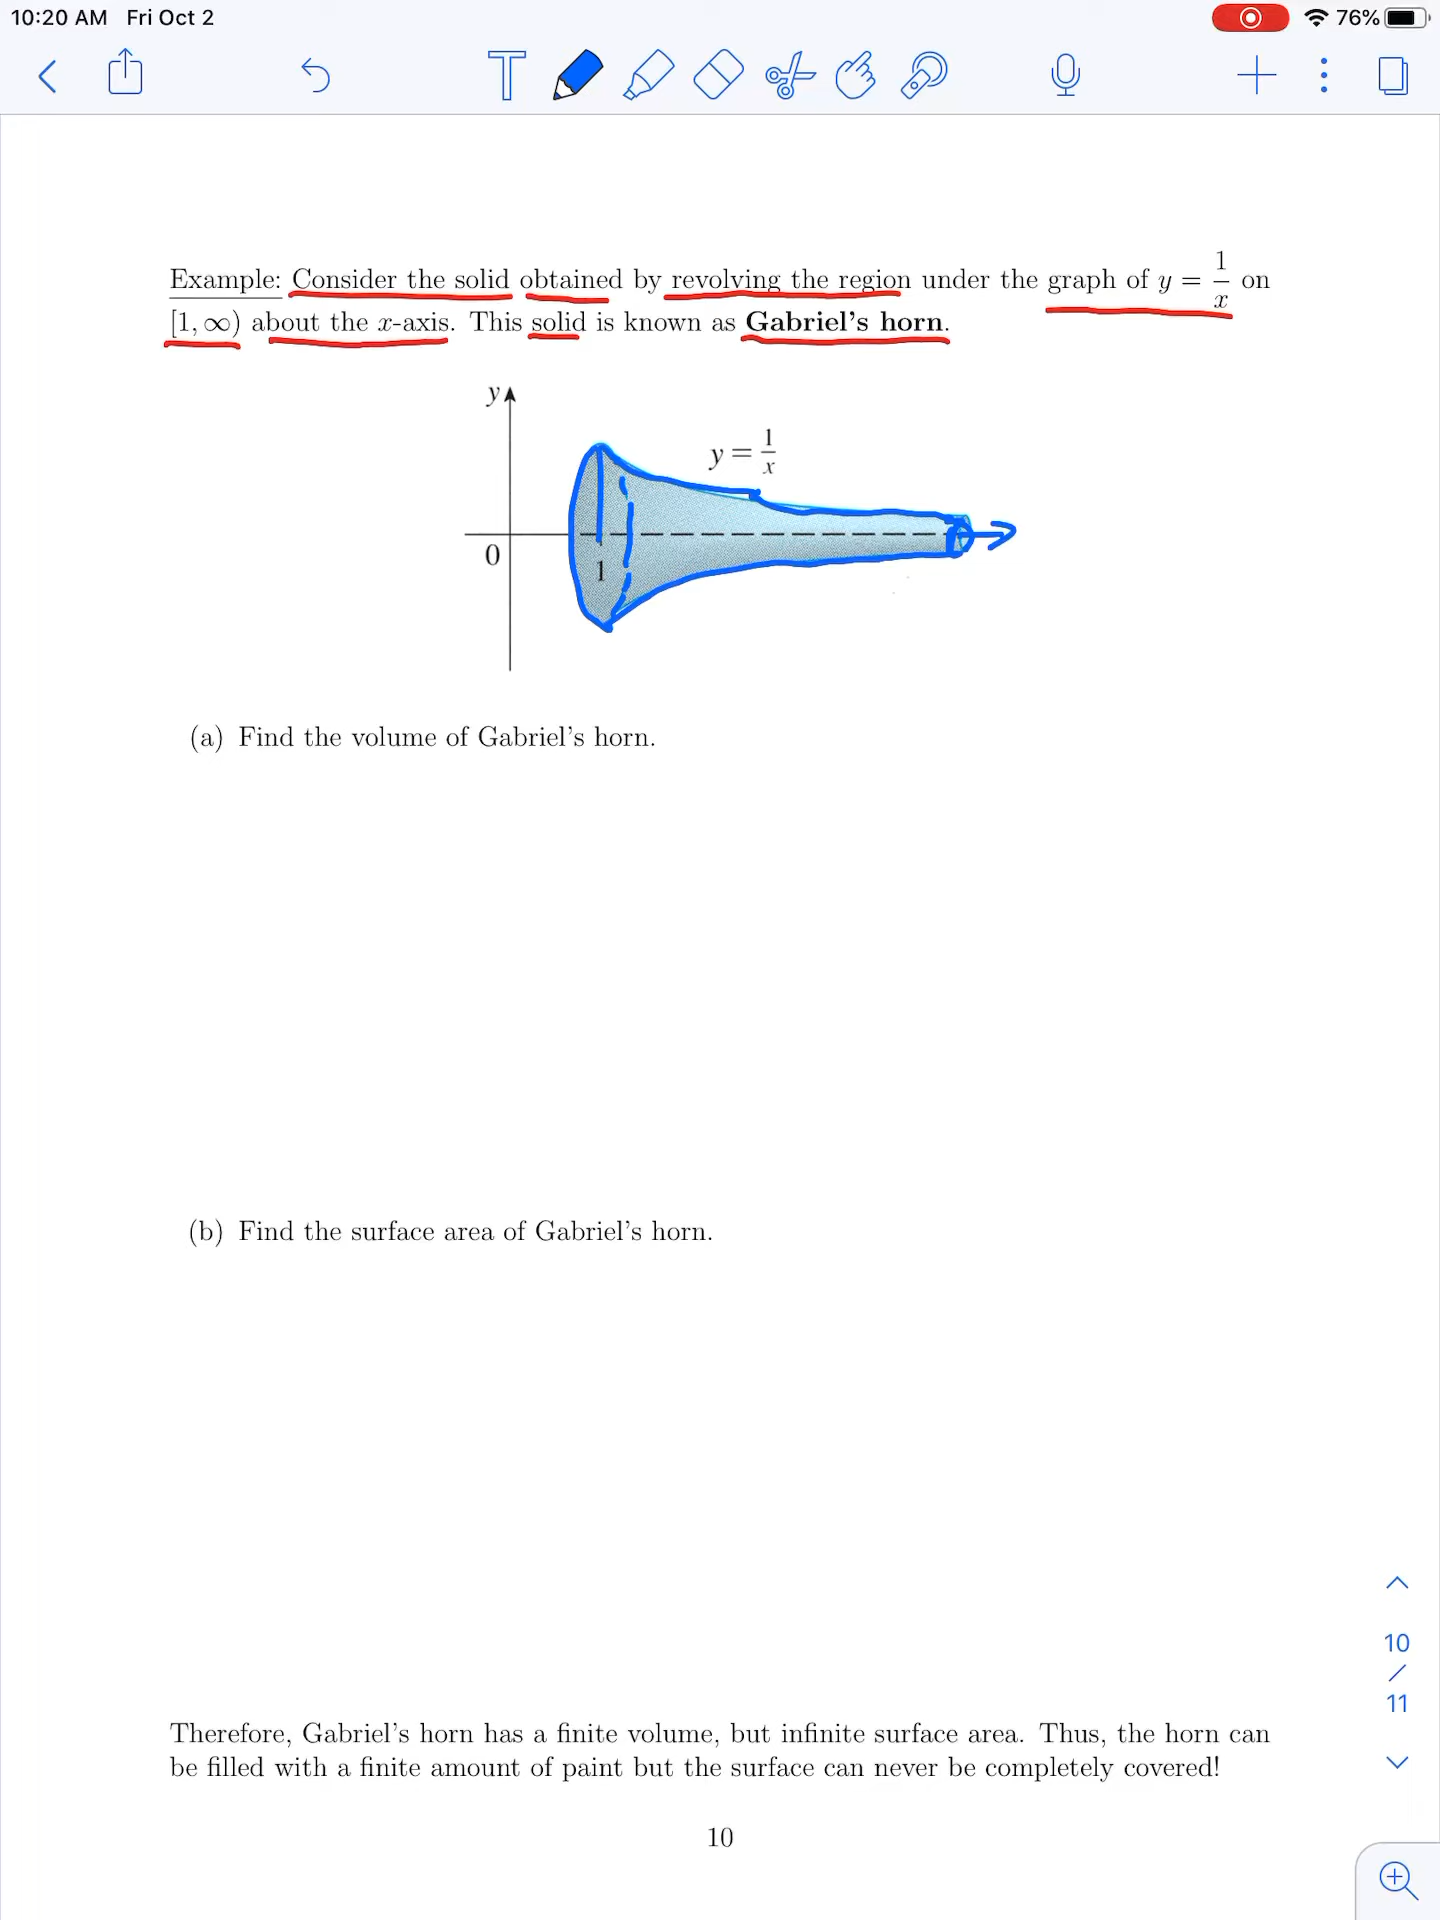 10:20 AM Fri Oct 2
76%
T
Example: Consider the solid obtained by revolving the region under the graph of y = 1/x on
[1, ∞) about the x-axis. This solid is known as Gabriel's horn.
y
y = 1/x
0
1
(a) Find the volume of Gabriel's horn.
(b) Find the surface area of Gabriel's horn.
10
/
11
Therefore, Gabriel's horn has a finite volume, but infinite surface area. Thus, the horn can
be filled with a finite amount of paint but the surface can never be completely covered!
10